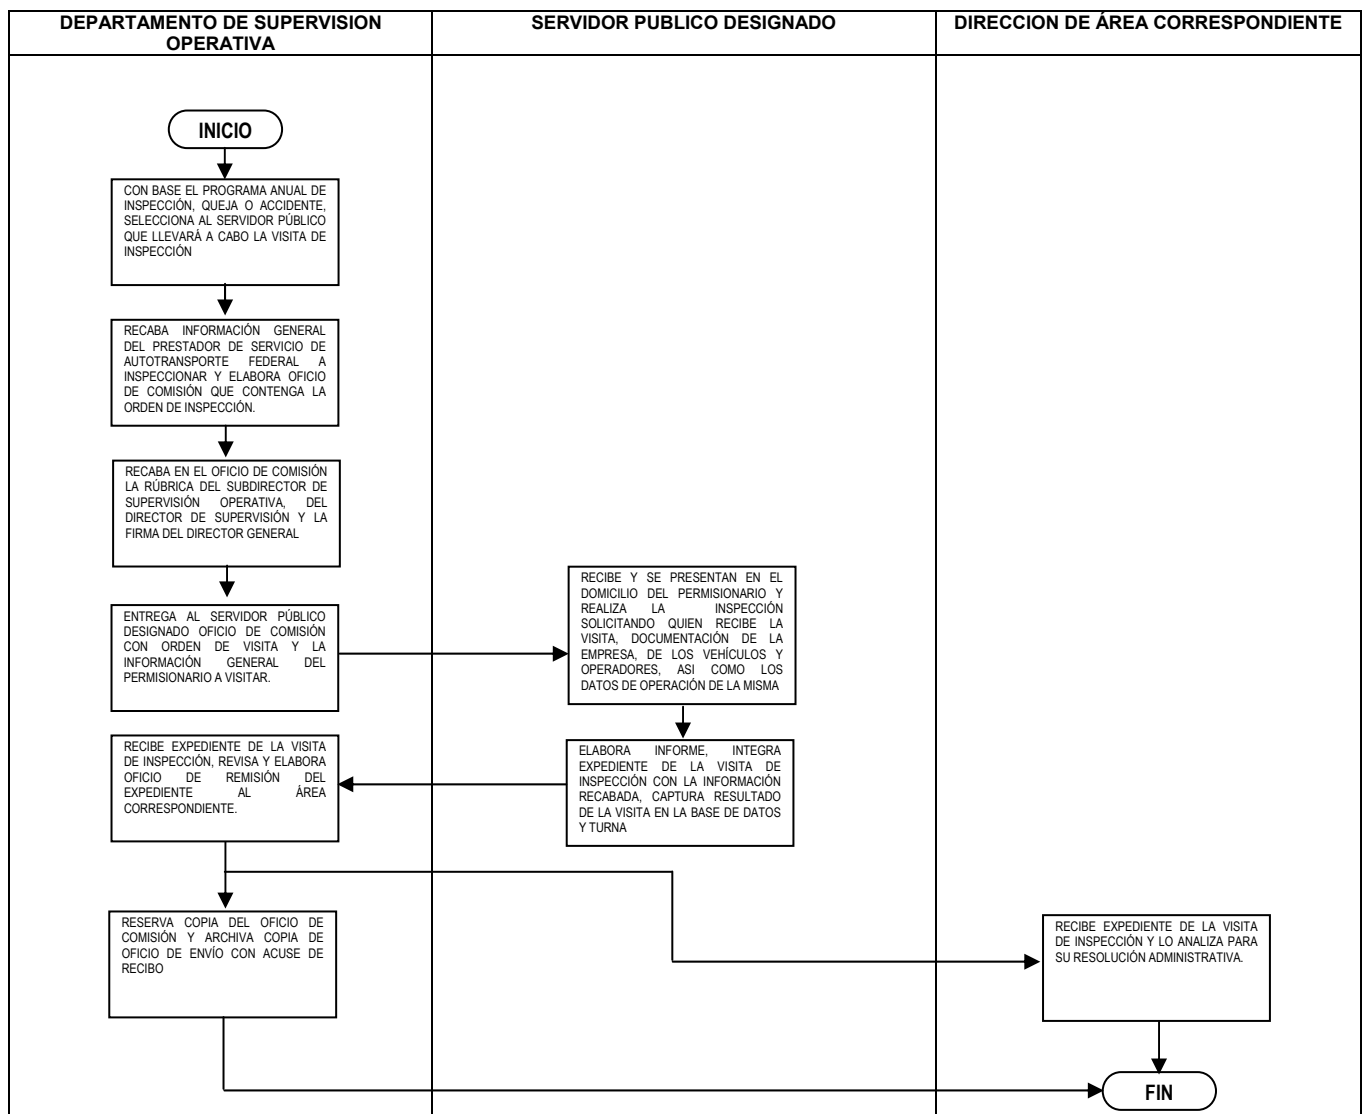 DEPARTAMENTO DE SUPERVISION
OPERATIVA
SERVIDOR PUBLICO DESIGNADO
DIRECCION DE ÁREA CORRESPONDIENTE
INICIO
CON BASE EL PROGRAMA ANUAL DE
INSPECCIÓN, QUEJA O ACCIDENTE,
SELECCIONA AL SERVIDOR PÚBLICO
QUE LLEVARÁ A CABO LA VISITA DE
INSPECCIÓN
RECABA INFORMACIÓN GENERAL
DEL PRESTADOR DE SERVICIO DE
AUTOTRANSPORTE FEDERAL A
INSPECCIONAR Y ELABORA OFICIO
DE COMISIÓN QUE CONTENGA LA
ORDEN DE INSPECCIÓN.
RECABA EN EL OFICIO DE COMISIÓN
LA RÚBRICA DEL SUBDIRECTOR DE
SUPERVISIÓN OPERATIVA, DEL
DIRECTOR DE SUPERVISIÓN Y LA
FIRMA DEL DIRECTOR GENERAL
ENTREGA AL SERVIDOR PÚBLICO
DESIGNADO OFICIO DE COMISIÓN
CON ORDEN DE VISITA Y LA
INFORMACIÓN GENERAL DEL
PERMISIONARIO A VISITAR.
RECIBE Y SE PRESENTAN EN EL
DOMICILIO DEL PERMISIONARIO Y
REALIZA LA INSPECCIÓN
SOLICITANDO QUIEN RECIBE LA
VISITA, DOCUMENTACIÓN DE LA
EMPRESA, DE LOS VEHÍCULOS Y
OPERADORES, ASI COMO LOS
DATOS DE OPERACIÓN DE LA MISMA
ELABORA INFORME, INTEGRA
EXPEDIENTE DE LA VISITA DE
INSPECCIÓN CON LA INFORMACIÓN
RECABADA, CAPTURA RESULTADO
DE LA VISITA EN LA BASE DE DATOS
Y TURNA
RECIBE EXPEDIENTE DE LA VISITA
DE INSPECCIÓN, REVISA Y ELABORA
OFICIO DE REMISIÓN DEL
EXPEDIENTE AL ÁREA
CORRESPONDIENTE.
RESERVA COPIA DEL OFICIO DE
COMISIÓN Y ARCHIVA COPIA DE
OFICIO DE ENVÍO CON ACUSE DE
RECIBO
RECIBE EXPEDIENTE DE LA VISITA
DE INSPECCIÓN Y LO ANALIZA PARA
SU RESOLUCIÓN ADMINISTRATIVA.
FIN